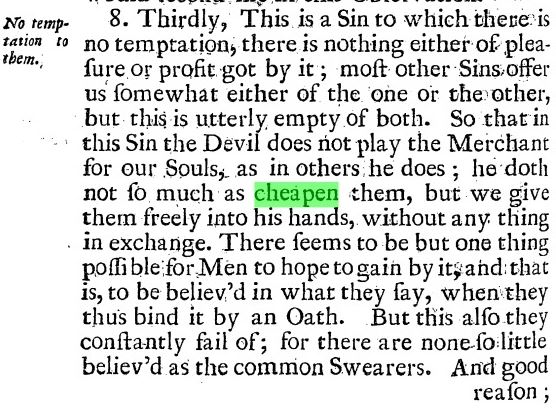 No temp-
tation to
them.
8. Thirdly, This is a Sin to which there is
no temptation, there is nothing either of plea-
ſure or profit got by it ; moſt other Sins offer
us ſomewhat either of the one or the other,
but this is utterly empty of both. So that in
this Sin the Devil does not play the Merchant
for our Souls, as in others he does ; he doth
not ſo much as cheapen them, but we give
them freely into his hands, without any thing
in exchange. There ſeems to be but one thing
poſſible for Men to hope to gain by it, and that
is, to be believ'd in what they ſay, when they
thus bind it by an Oath. But this alſo they
conſtantly fail of ; for there are none ſo little
believ'd as the common Swearers. And good
reaſon ;